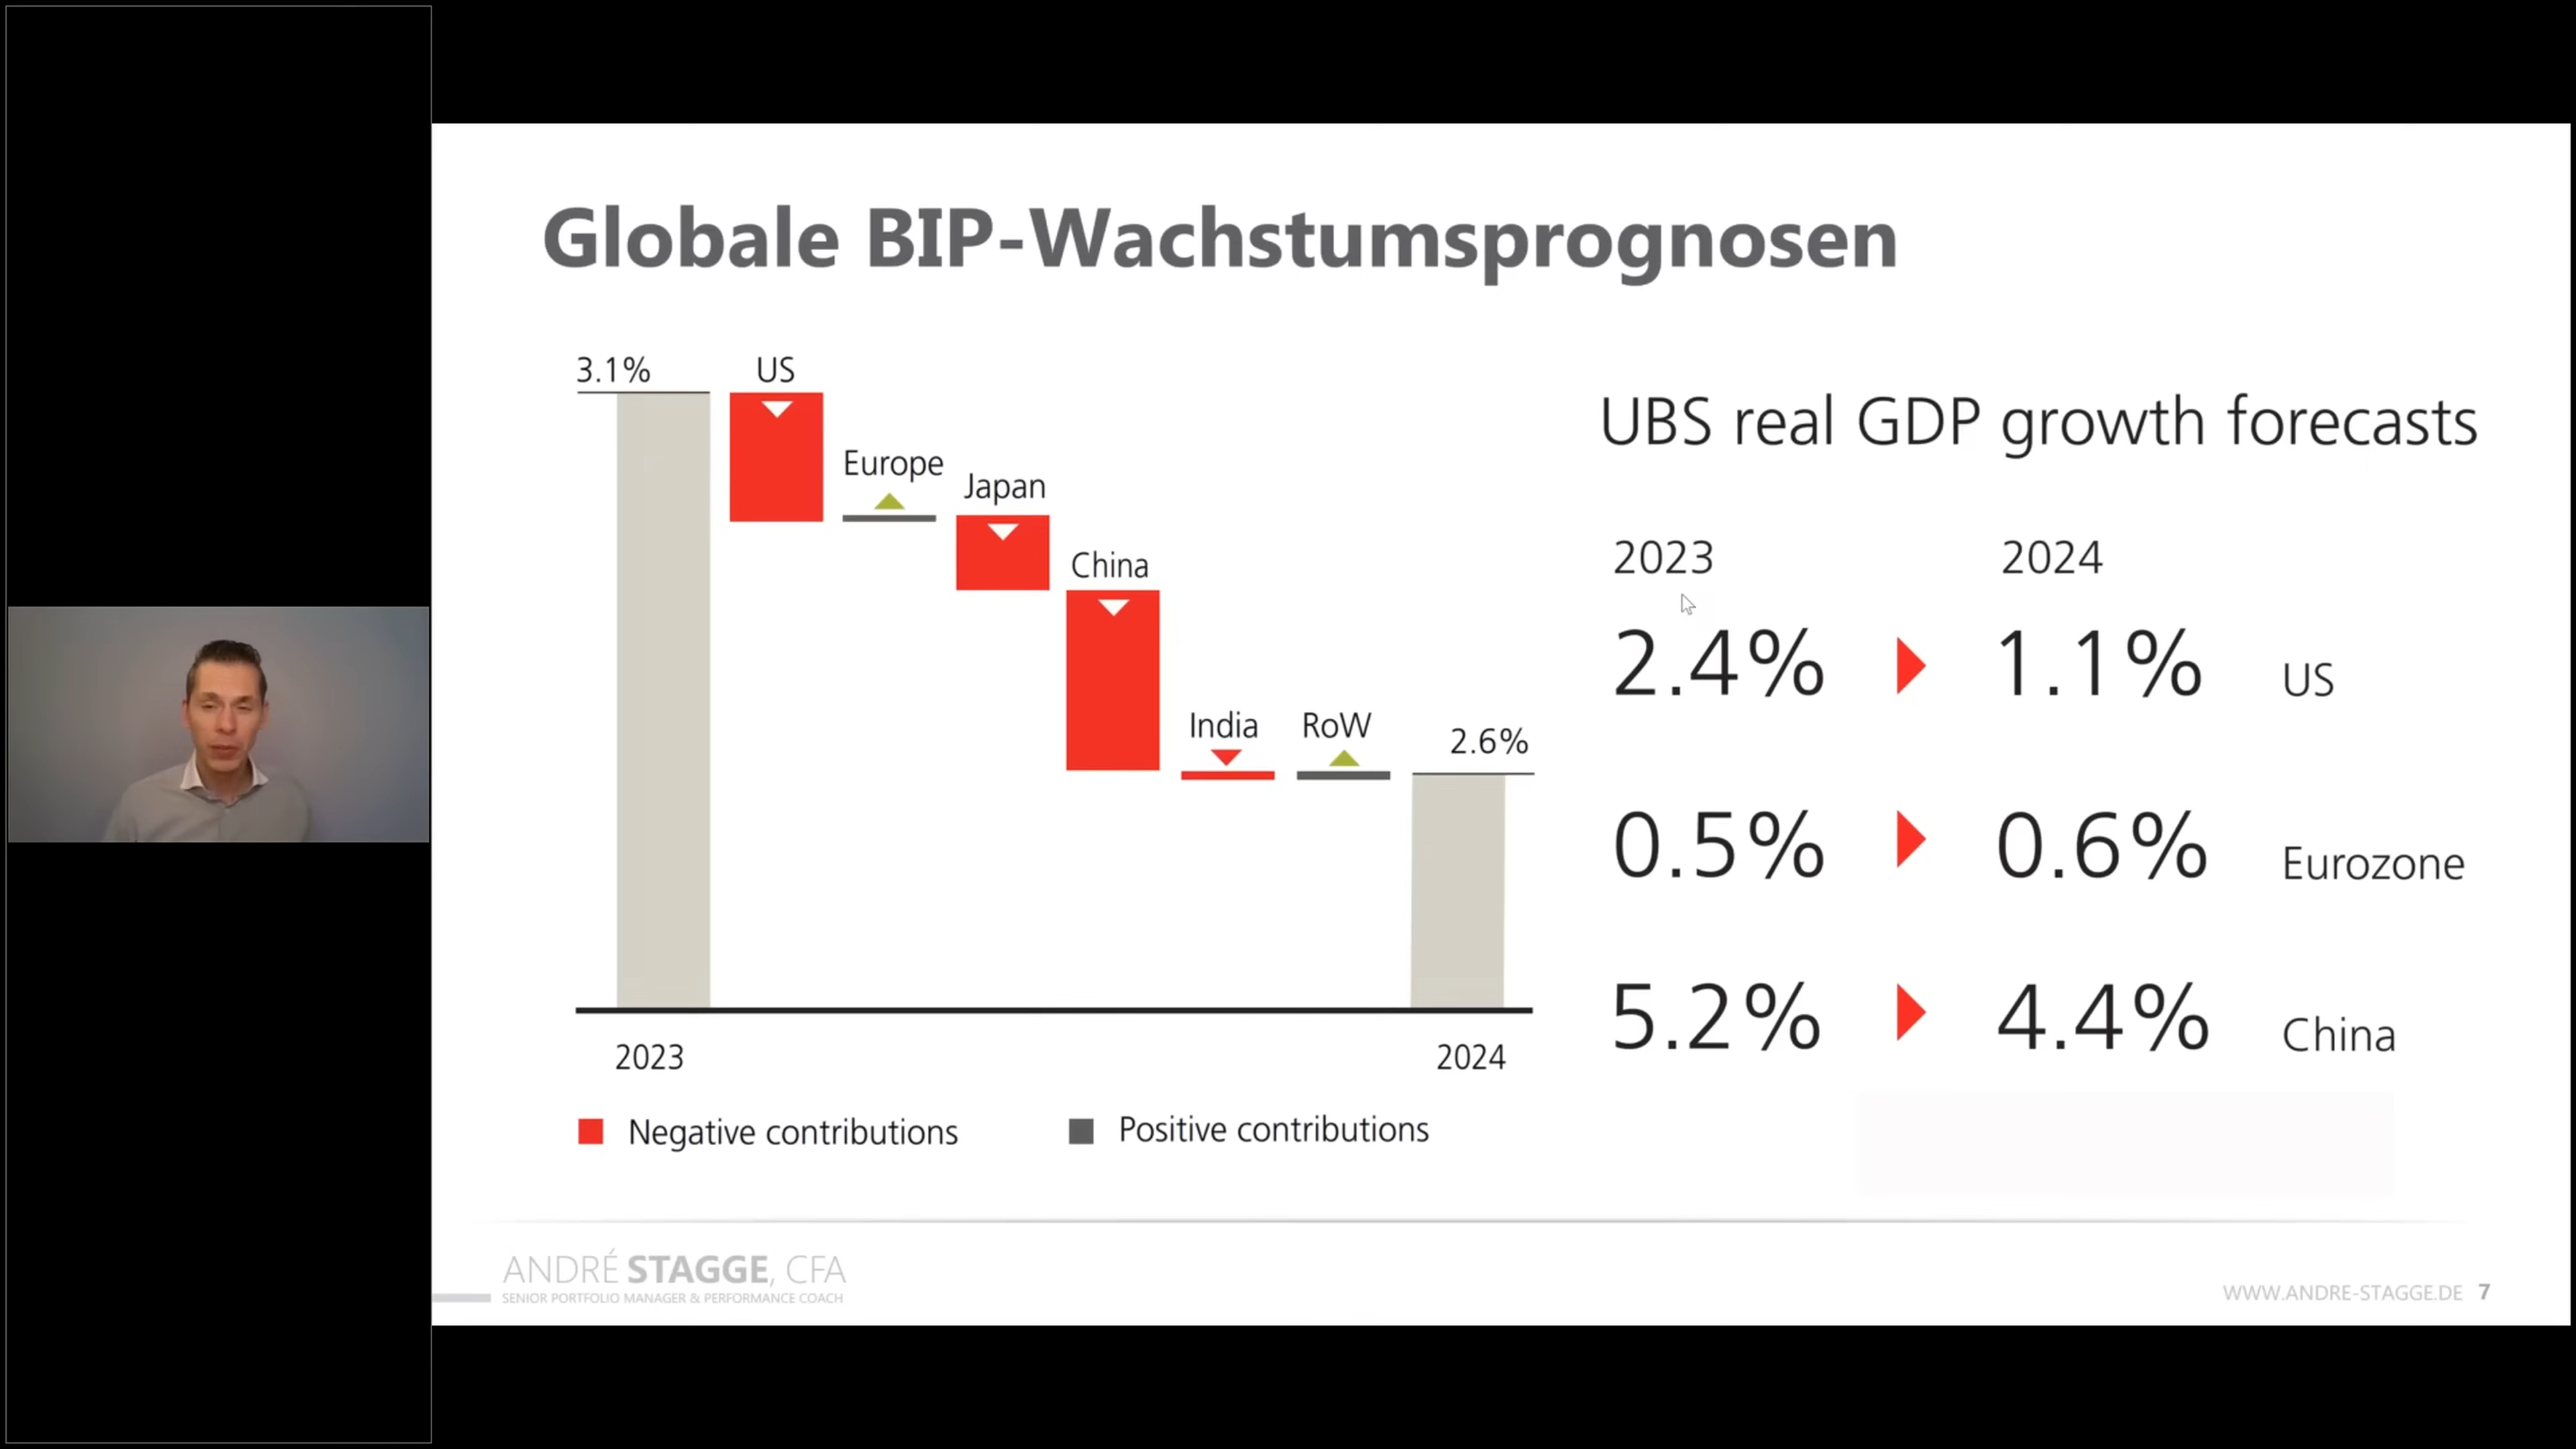 Globale BIP-Wachstumsprognosen
3.1%
US
Europe
Japan
China
India
RoW
2.6%
2023
2024
Negative contributions
Positive contributions
UBS real GDP growth forecasts
2023 2024
2.4% 1.1% US
0.5% 0.6% Eurozone
5.2% 4.4% China
ANDRÉ STAGGE, CFA
SENIOR PORTFOLIO MANAGER & PERFORMANCE COACH
WWW.ANDRE-STAGGE.DE 7